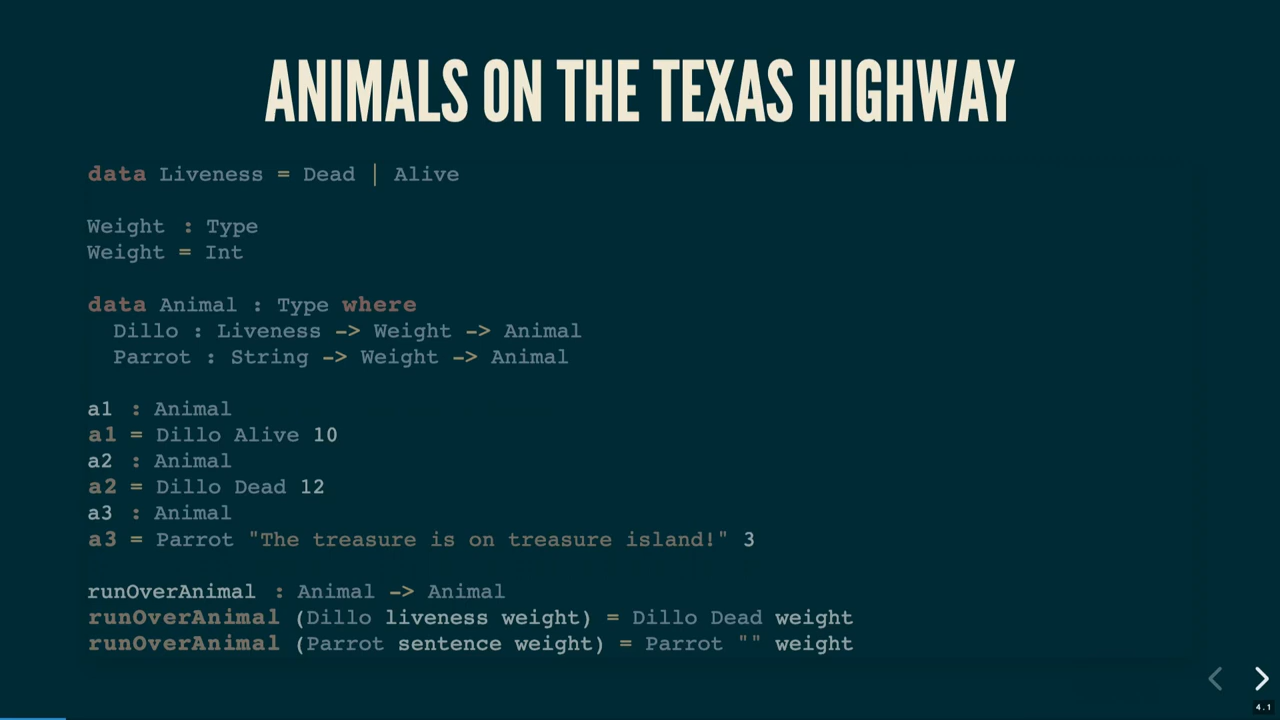 ANIMALS ON THE TEXAS HIGHWAY
data Liveness = Dead | Alive
Weight : Type
Weight = Int
data Animal : Type where
  Dillo : Liveness -> Weight -> Animal
  Parrot : String -> Weight -> Animal
a1 : Animal
a1 = Dillo Alive 10
a2 : Animal
a2 = Dillo Dead 12
a3 : Animal
a3 = Parrot "The treasure is on treasure island!" 3
runOverAnimal : Animal -> Animal
runOverAnimal (Dillo liveness weight) = Dillo Dead weight
runOverAnimal (Parrot sentence weight) = Parrot "" weight
4.1